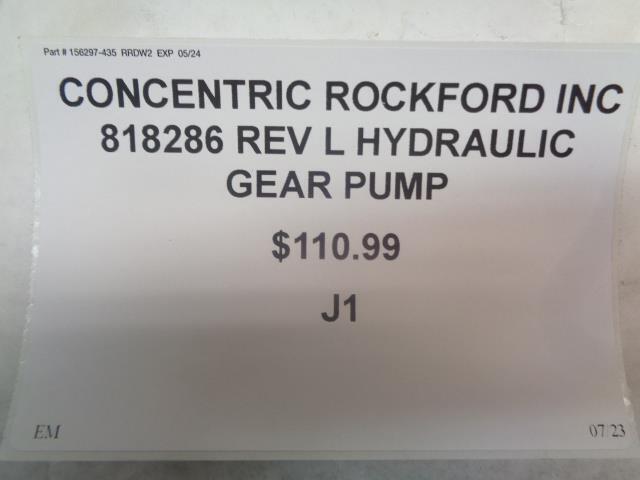 Part # 156297-435 RRDW2 EXP 05/24
CONCENTRIC ROCKFORD INC
818286 REV L HYDRAULIC
GEAR PUMP
$110.99
J1
EM 07/23